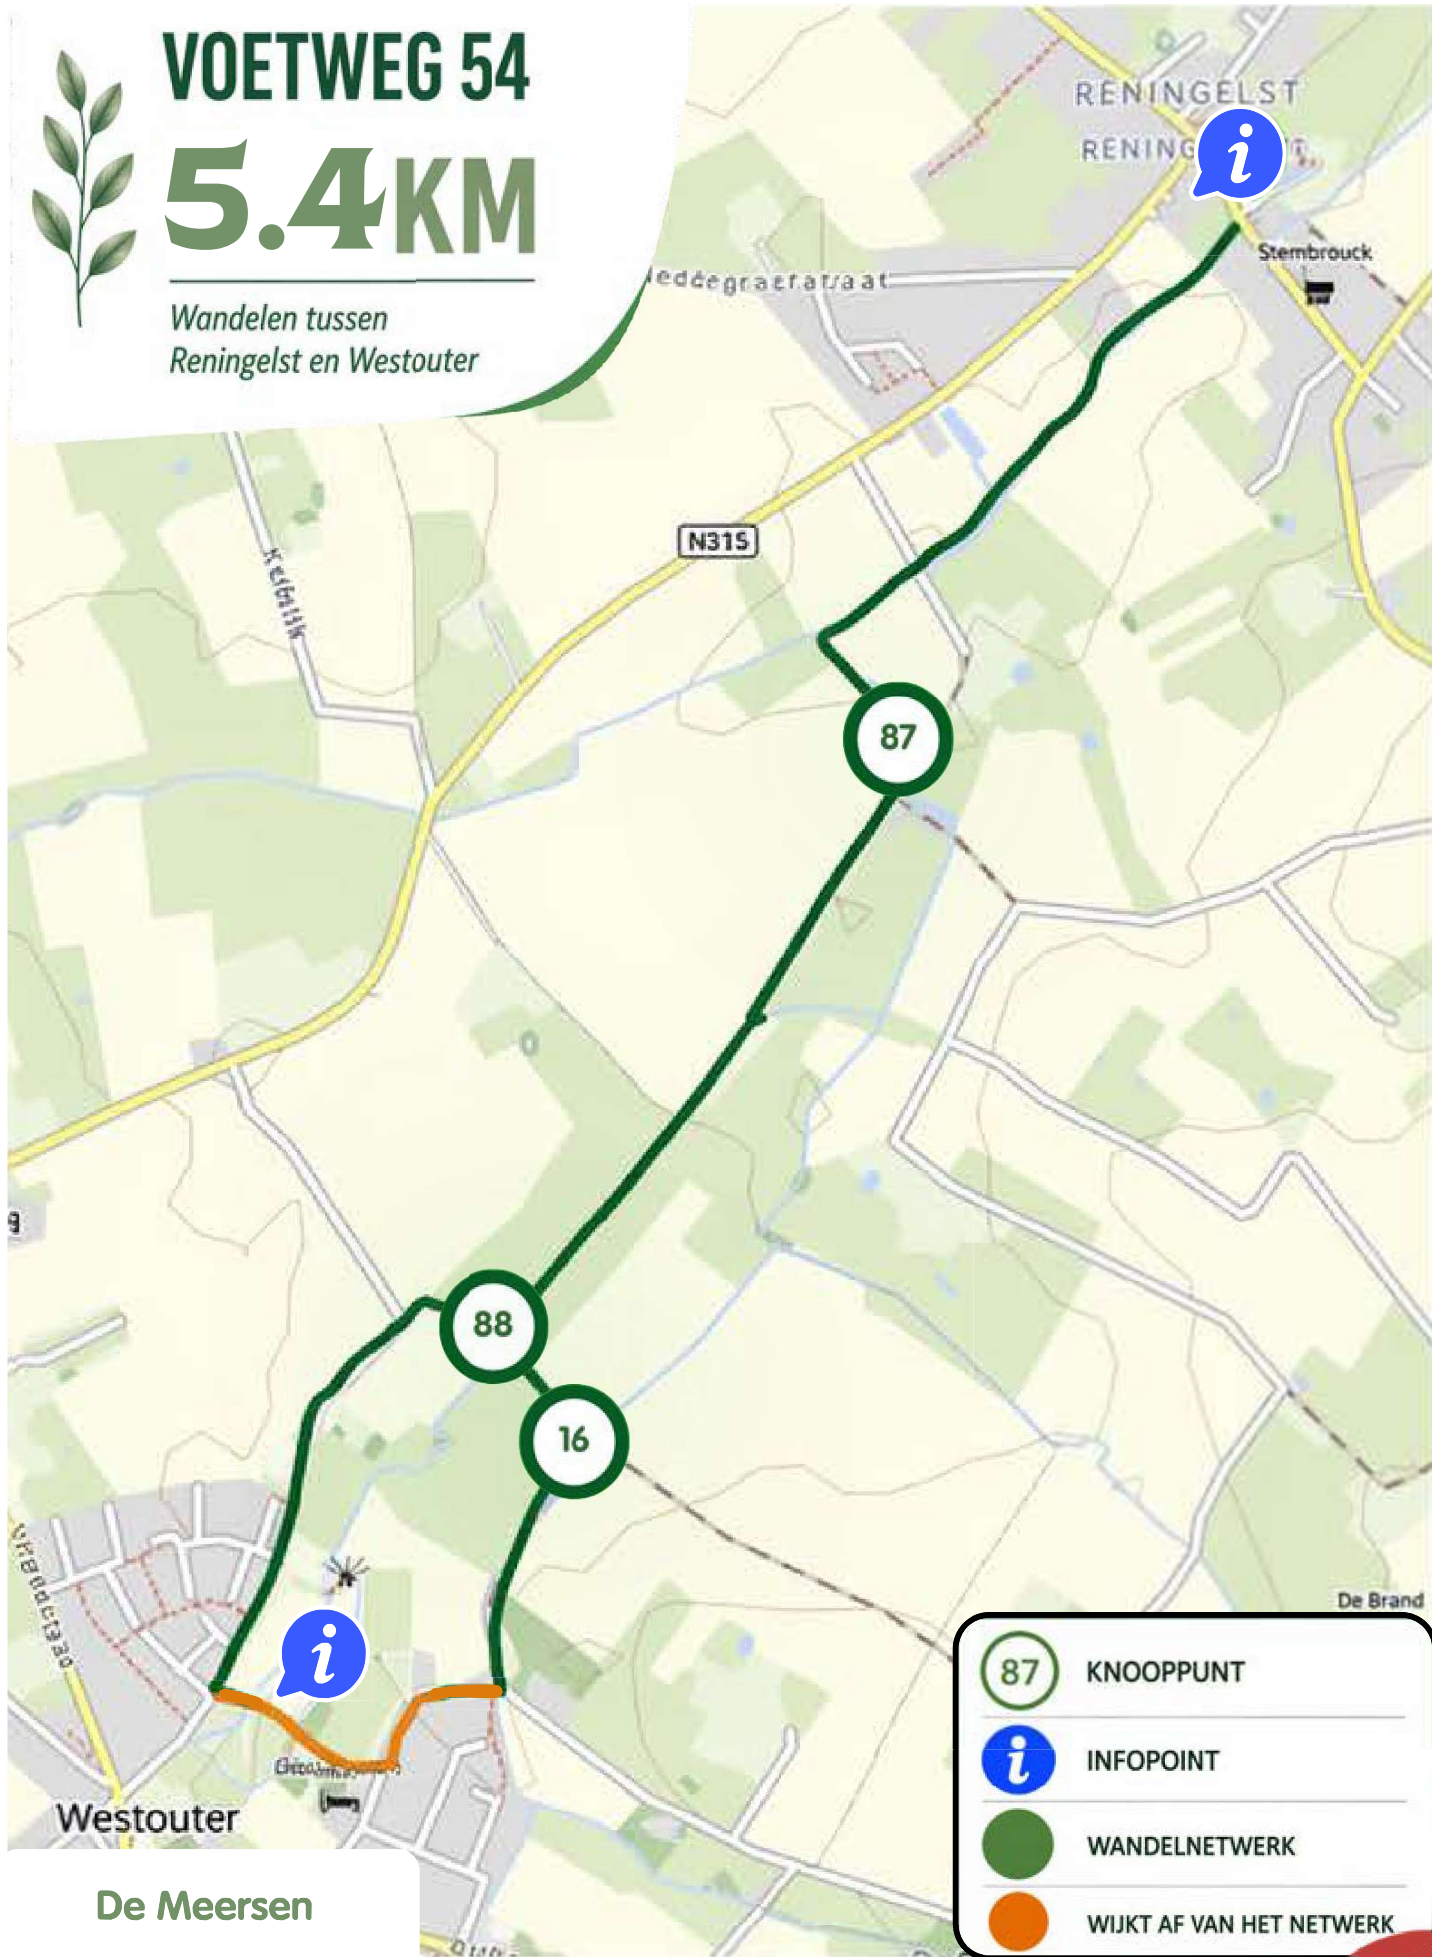 VOETWEG 54
5.4KM
Wandelen tussen
Reningelst en Westouter
RENINGELST
Stembrouck
N315
87
88
16
De Brand
Westouter
De Meersen
87 KNOOPPUNT
i INFOPOINT
WANDELNETWERK
WIJKT AF VAN HET NETWERK